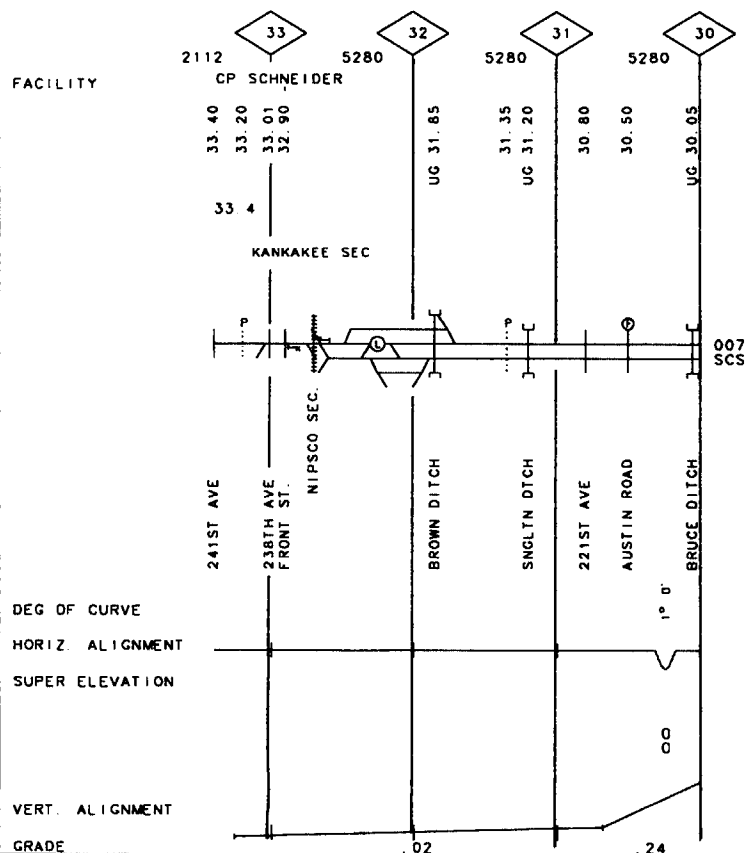 33 32 31 30
2112 5280 5280 5280
FACILITY CP SCHNEIDER
33.40
33.20
33.01
32.90
UG 31.85
31.35
UG 31.20
30.80
30.50
UG 30.05
33 4
KANKAKEE SEC
P P F
L
007
SCS
NIPSCO SEC.
241ST AVE
238TH AVE
FRONT ST.
BROWN DITCH
SNGLTN DTCH
221ST AVE
AUSTIN ROAD
BRUCE DITCH
DEG OF CURVE 1° 0'
HORIZ. ALIGNMENT
SUPER ELEVATION
0
0
VERT. ALIGNMENT
GRADE .02 .24